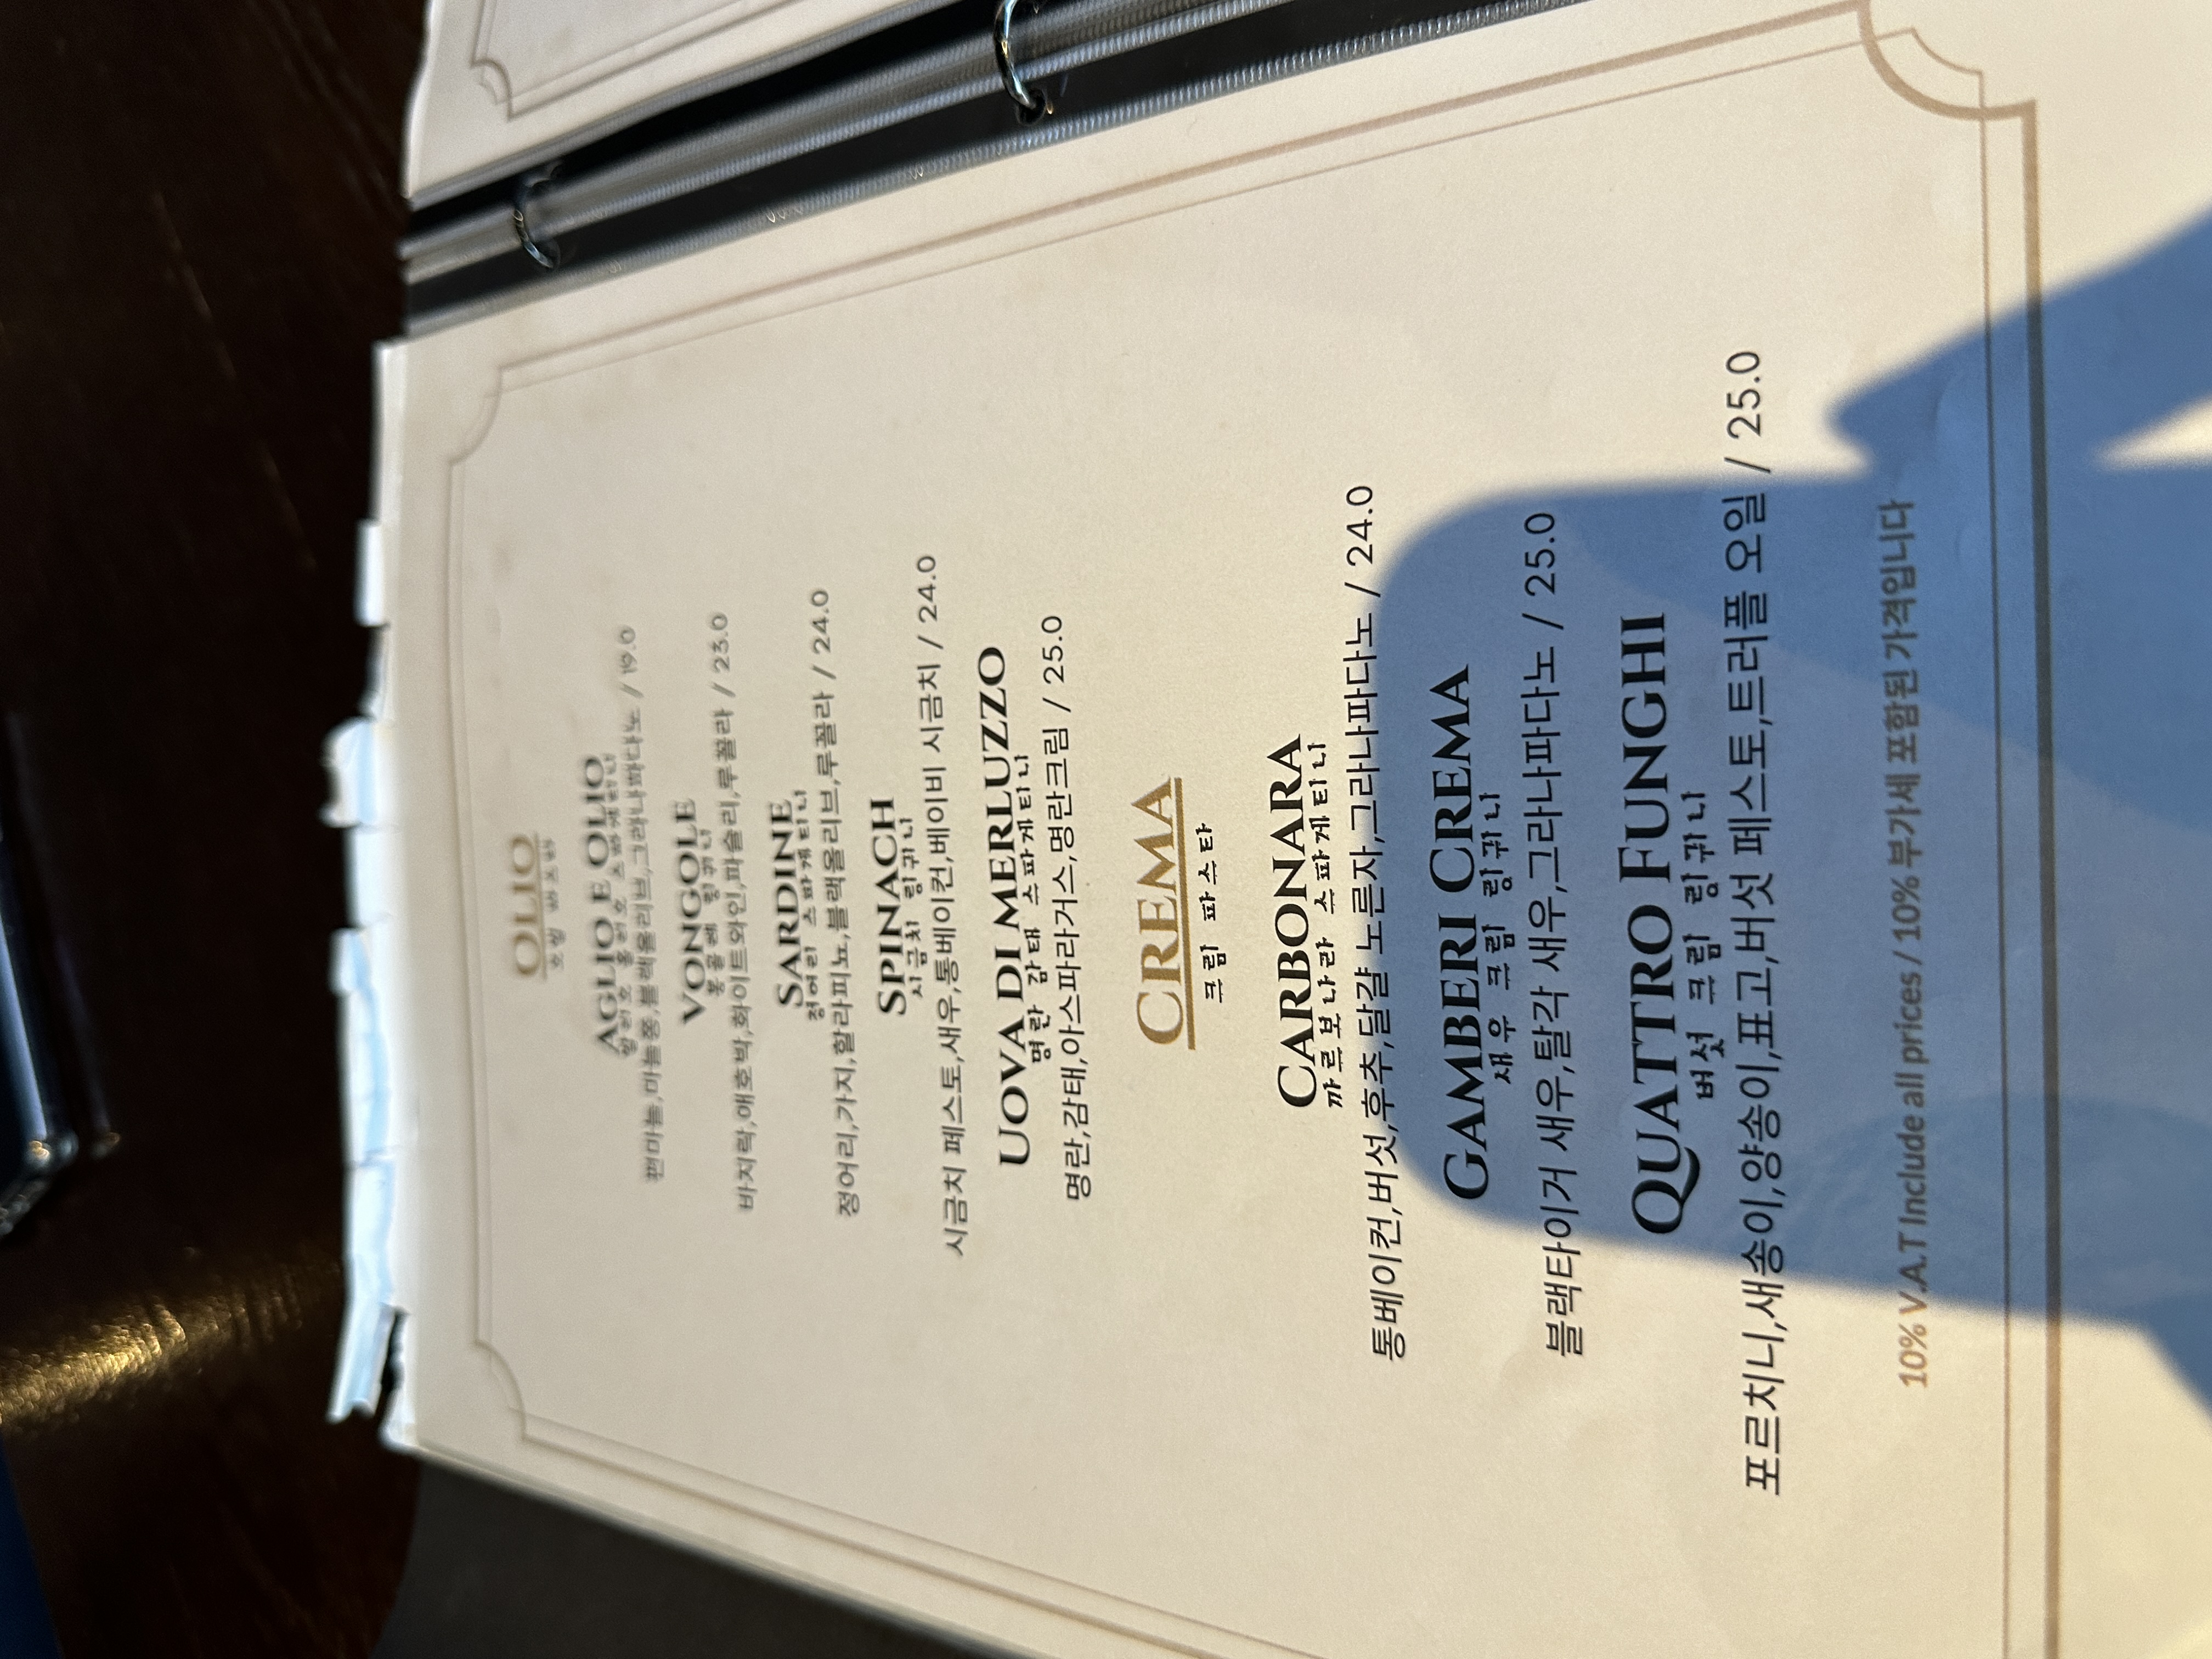 OLIO
오일 파스타
AGLIO E OLIO
알리오 올리오 스파게티니
편마늘,마늘쫑,블랙올리브,그라나파다노 / 19.0
VONGOLE
봉골레 링귀니
바지락,애호박,화이트와인,파슬리,루꼴라 / 23.0
SARDINE
정어리 스파게티니
정어리,가지,할라피뇨,블랙올리브,루꼴라 / 24.0
SPINACH
시금치 링귀니
시금치 페스토,새우,통베이컨,베이비 시금치 / 24.0
UOVA DI MERLUZZO
명란 감태 스파게티니
명란,감태,아스파라거스,명란크림 / 25.0
CREMA
크림 파스타
CARBONARA
까르보나란 스파게티니
통베이컨,버섯,후추,달걀 노른자,그라나파다노 / 24.0
GAMBERI CREMA
새우 크림 링귀니
블랙타이거 새우,탈각 새우,그라나파다노 / 25.0
QUATTRO FUNGHI
버섯 크림 링귀니
포르치니,새송이,양송이,표고,버섯 페스토,트러플 오일 / 25.0
10% V.A.T Include all prices / 10% 부가세 포함된 가격입니다